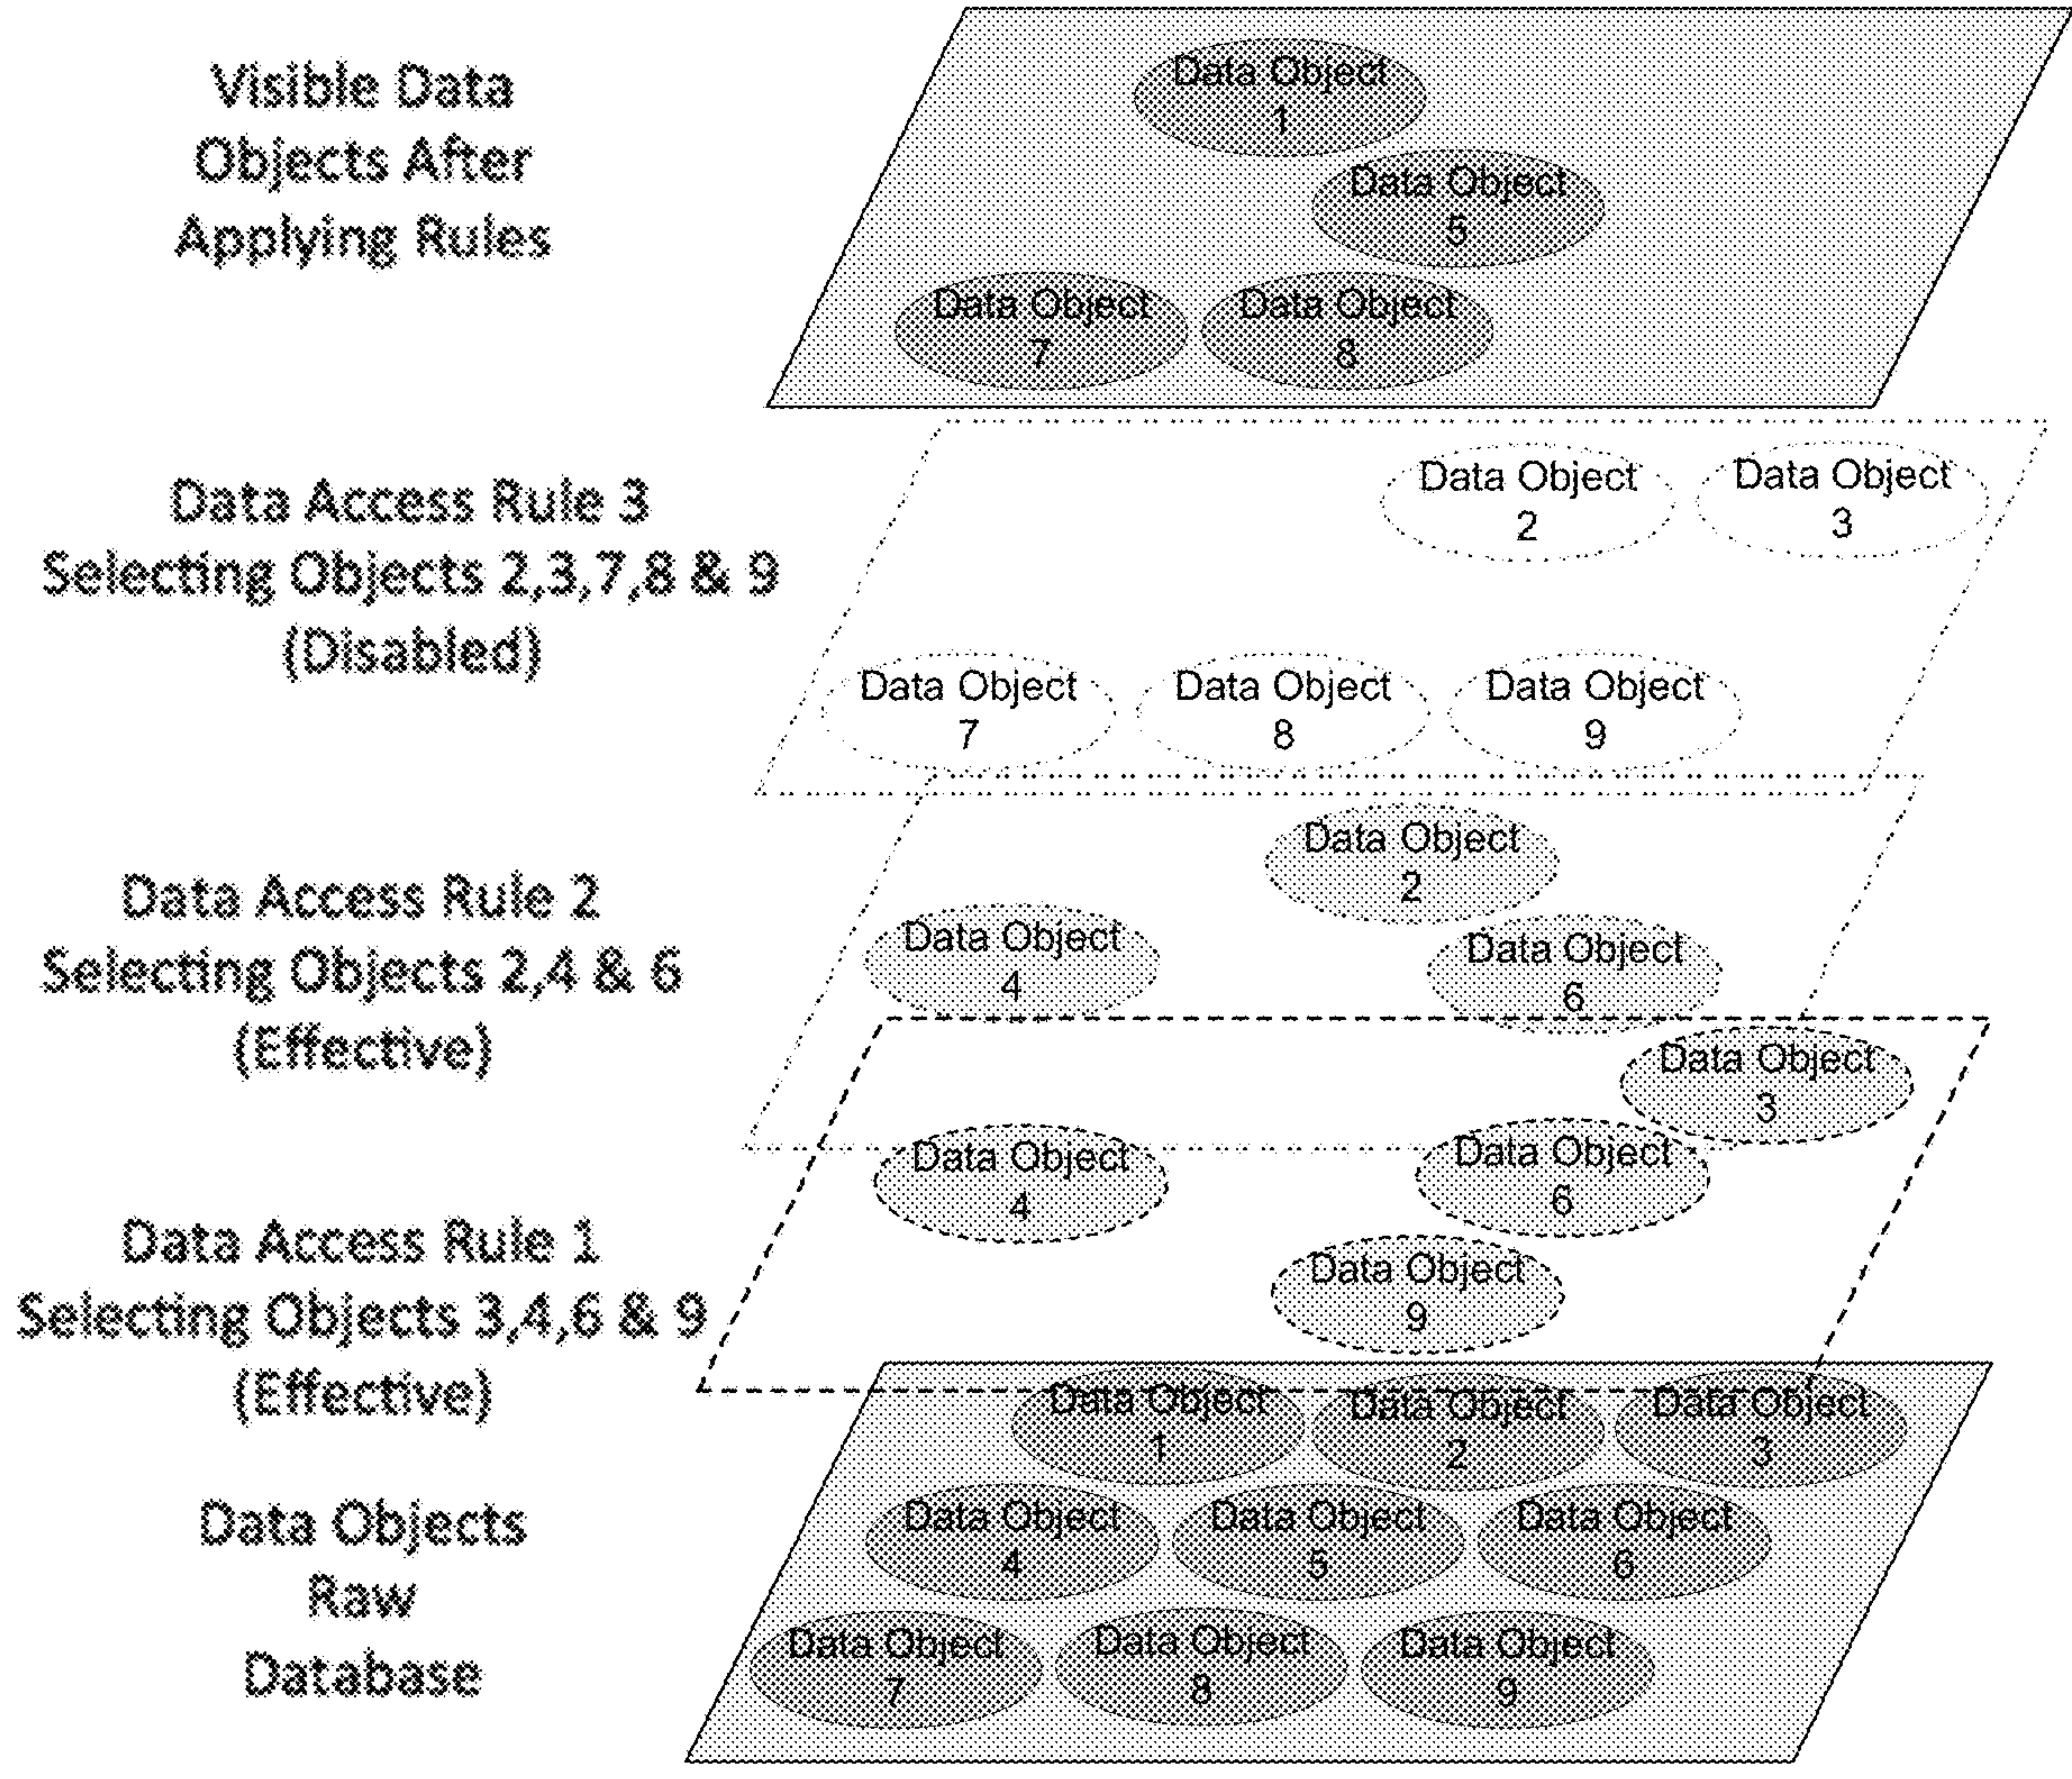 Visible Data
Objects After
Applying Rules
Data Object
1
Data Object
5
Data Object
7
Data Object
8
Data Access Rule 3
Selecting Objects 2,3,7,8 & 9
(Disabled)
Data Object
2
Data Object
3
Data Object
7
Data Object
8
Data Object
9
Data Access Rule 2
Selecting Objects 2,4 & 6
(Effective)
Data Object
2
Data Object
4
Data Object
6
Data Access Rule 1
Selecting Objects 3,4,6 & 9
(Effective)
Data Object
3
Data Object
4
Data Object
6
Data Object
9
Data Objects
Raw
Database
Data Object
1
Data Object
2
Data Object
3
Data Object
4
Data Object
5
Data Object
6
Data Object
7
Data Object
8
Data Object
9